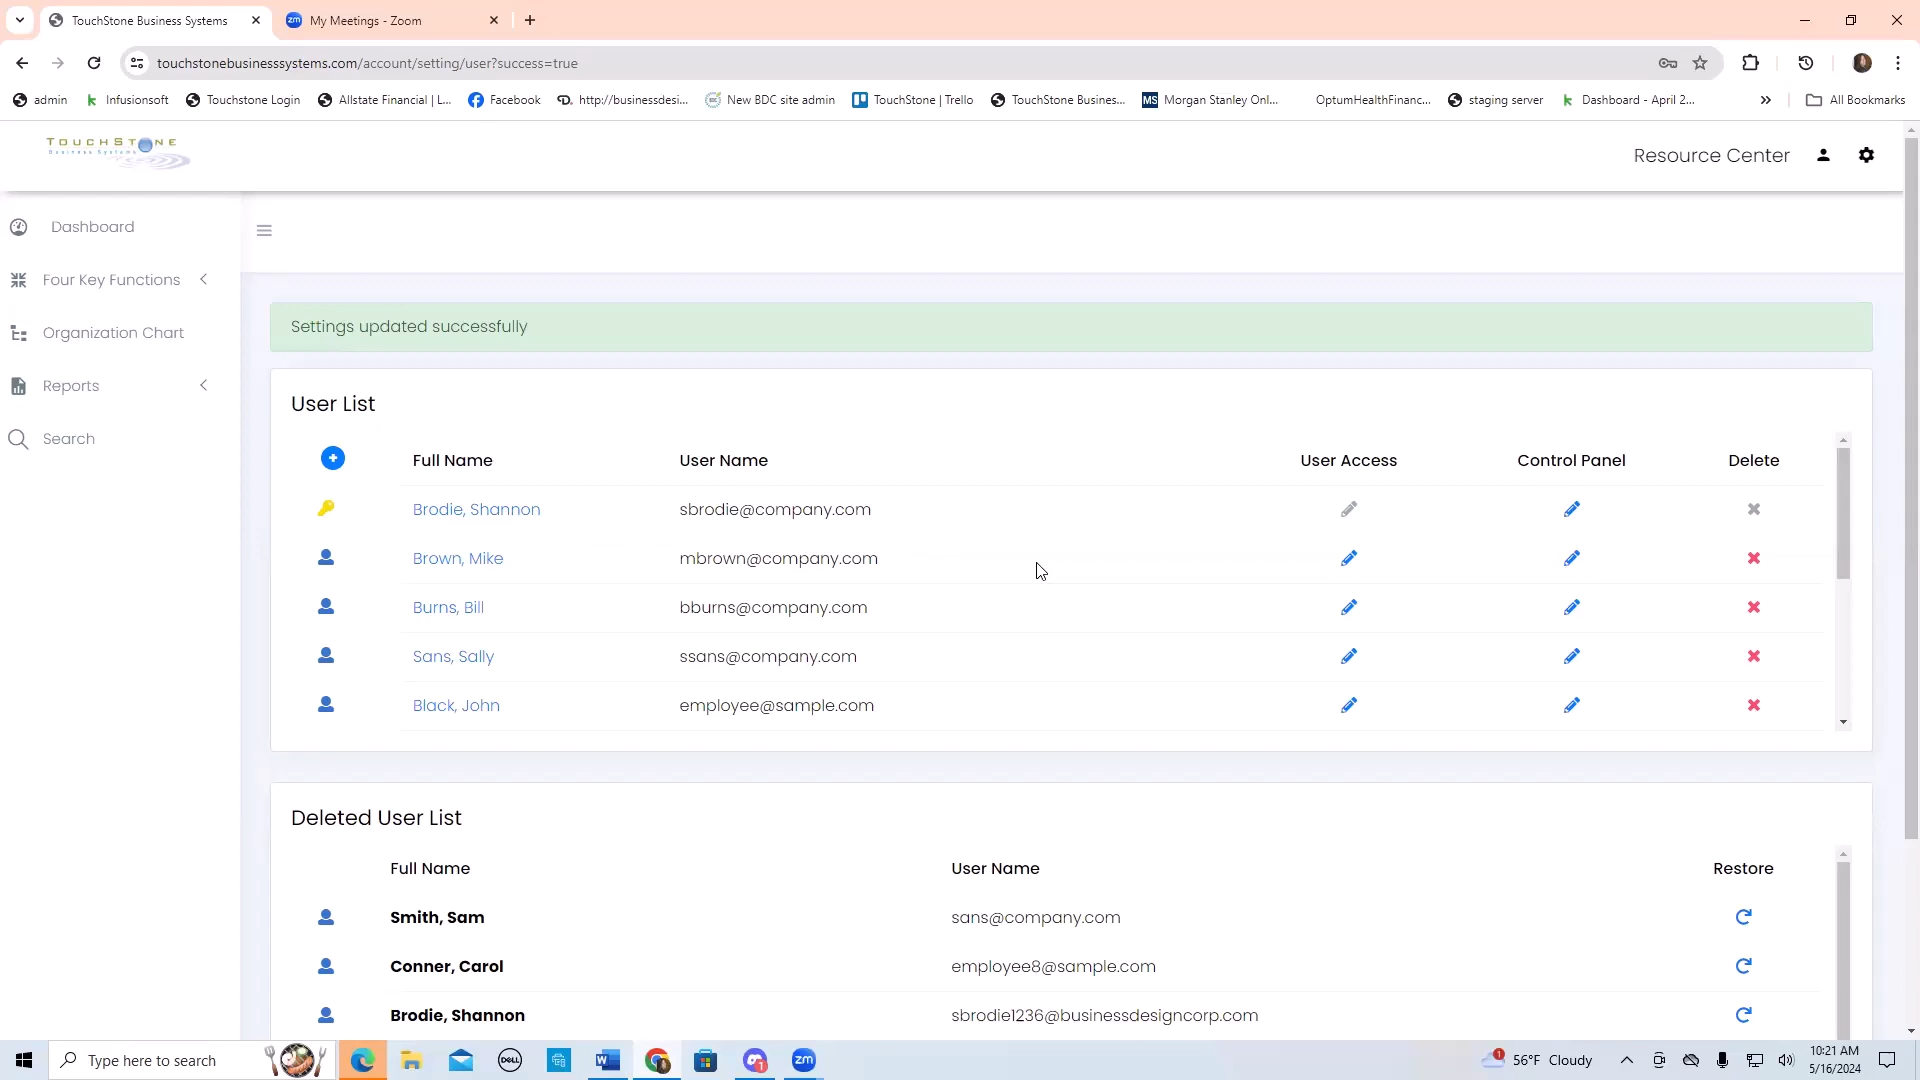 TouchStone Business Systems
My Meetings - Zoom
touchstonebusinesssystems.com/account/setting/user?success=true
admin
Infusionsoft
Touchstone Login
Allstate Financial | L...
Facebook
http://businessdesi...
New BDC site admin
TouchStone | Trello
TouchStone Busines...
MS
Morgan Stanley Onl...
OptumHealthFinanc...
staging server
Dashboard - April 2...
All Bookmarks
TOUCHSTONE
Business Systems
Resource Center
Dashboard
Four Key Functions
Organization Chart
Reports
Search
Settings updated successfully
User List
Full Name User Name User Access Control Panel Delete
Brodie, Shannon sbrodie@company.com
Brown, Mike mbrown@company.com
Burns, Bill bburns@company.com
Sans, Sally ssans@company.com
Black, John employee@sample.com
Deleted User List
Full Name User Name Restore
Smith, Sam sans@company.com
Conner, Carol employee8@sample.com
Brodie, Shannon sbrodie1236@businessdesigncorp.com
Type here to search
DELL
zm
1
56°F Cloudy
10:21 AM
5/16/2024